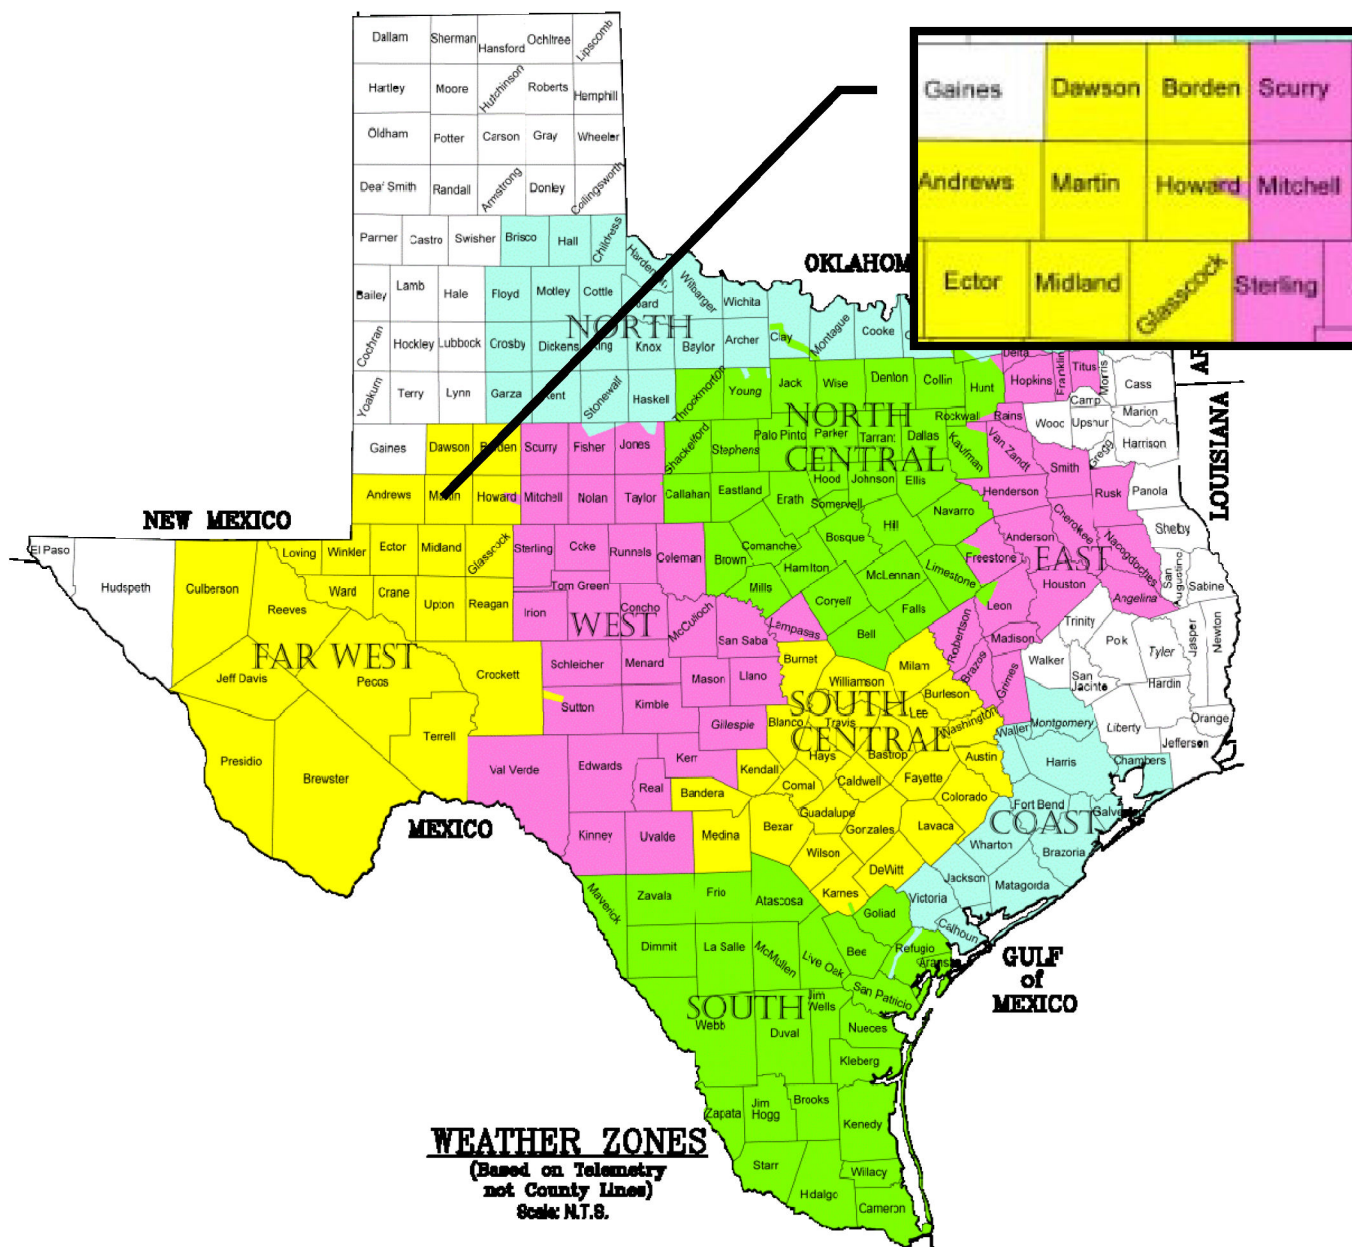 Dallam Sherman Hansford Ochiltree Lipscomb
Hartley Moore Hutchinson Roberts Hemphill
Oldham Potter Carson Gray Wheeler
Deaf Smith Randall Armstrong Donley Collingsworth
Parmer Castro Swisher Brisco Hall Childress
Bailey Lamb Hale Floyd Motley Cottle Wilbarger Wichita
OKLAHOM
NORTH
Cochran Hockley Lubbock Crosby Dickens Knox Baylor Archer Clay Montague Cooke
Yoakum Terry Lynn Garza Stonewall Haskell Throckmorton Young Jack Wise Denton Collin Hunt
Delta Hopkins Franklin Titus Morris Cass
Camp Marion
Rockwall Rains Wooc Upshur Gregg Harrison
NORTH
CENTRAL
Gaines Dawson Borden Scurry Fisher Jones Shackelford Stephens Palo Pinto Parker Tarrant Dallas Kaufman Van Zandt Smith
Andrews Martin Howard Mitchell Nolan Taylor Callahan Eastland Erath Hood Somervell Johnson Ellis Navarro Henderson Rusk Panola
LOUISIANA
NEW MEXICO
El Paso Hudspeth Culberson Loving Winkler Ector Midland Glasscock Sterling Coke Runnels Coleman Brown Comanche Bosque Hill Freestone Anderson Cherokee Nacogdoches Shelby
EAST
Reeves Ward Crane Upton Reagan Irion Tom Green Concho McCulloch Mills Hamilton McLennan Limestone Leon Houston Angelina San Augustine Sabine
WEST
FAR WEST
San Saba Lampasas Coryell Bell Falls Robertson Madison Trinity Pok Tyler Jasper Newton
Jeff Davis Pecos Crockett Schleicher Menard Mason Llano Burnet Williamson Milam Brazos Grimes Walker San Jacinto Hardin
SOUTH
CENTRAL
Sutton Kimble Gillespie Blanco Travis Lee Burleson Washington Waller Montgomery Liberty Orange
Presidio Brewster Terrell Val Verde Edwards Kerr Real Kendall Hays Bastrop Austin Harris Chambers Jefferson
Bandera Comal Caldwell Fayette Colorado Fort Bend
MEXICO
Kinney Uvalde Medina Bexar Guadalupe Gonzales Lavaca Wharton Brazoria
COAST
Wilson DeWitt Jackson Matagorda
Maverick Zavala Frio Atascosa Karnes Goliad Victoria Calhoun
Dimmit La Salle McMullen Live Oak Bee Refugio
GULF
of
MEXICO
SOUTH
Webb Duval Jim Wells San Patricio Nueces
Kleberg
Zapata Jim Hogg Brooks Kenedy
Starr Hidalgo Willacy
Cameron
WEATHER ZONES
(Based on Telemetry
not County Lines)
Scale: N.T.S.
Gaines Dawson Borden Scurry
Andrews Martin Howard Mitchell
Ector Midland Glasscock Sterling